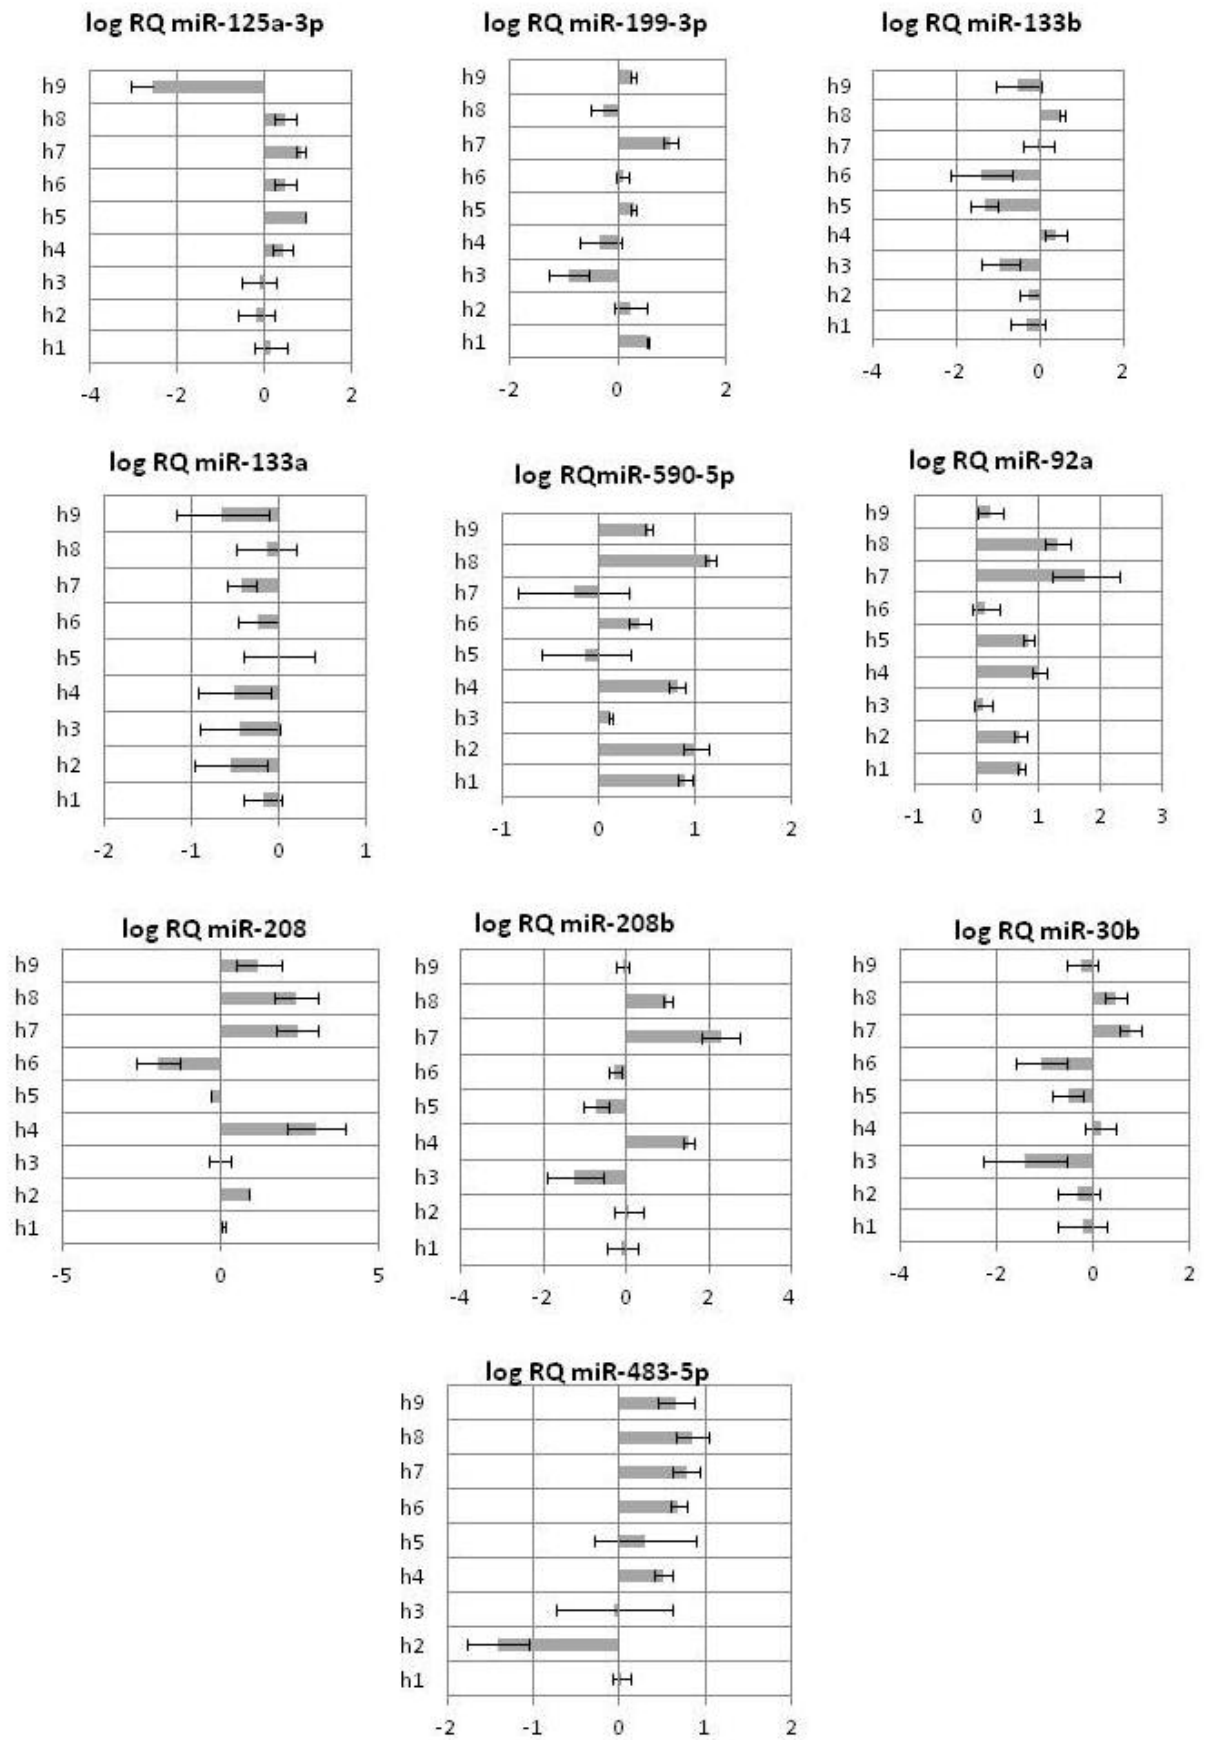 log RQ miR-125a-3p
h9
h8
h7
h6
h5
h4
h3
h2
h1
-4 -2 0 2
log RQ miR-199-3p
h9
h8
h7
h6
h5
h4
h3
h2
h1
-2 0 2
log RQ miR-133b
h9
h8
h7
h6
h5
h4
h3
h2
h1
-4 -2 0 2
log RQ miR-133a
h9
h8
h7
h6
h5
h4
h3
h2
h1
-2 -1 0 1
log RQmiR-590-5p
h9
h8
h7
h6
h5
h4
h3
h2
h1
-1 0 1 2
log RQ miR-92a
h9
h8
h7
h6
h5
h4
h3
h2
h1
-1 0 1 2 3
log RQ miR-208
h9
h8
h7
h6
h5
h4
h3
h2
h1
-5 0 5
log RQ miR-208b
h9
h8
h7
h6
h5
h4
h3
h2
h1
-4 -2 0 2 4
log RQ miR-30b
h9
h8
h7
h6
h5
h4
h3
h2
h1
-4 -2 0 2
log RQ miR-483-5p
h9
h8
h7
h6
h5
h4
h3
h2
h1
-2 -1 0 1 2